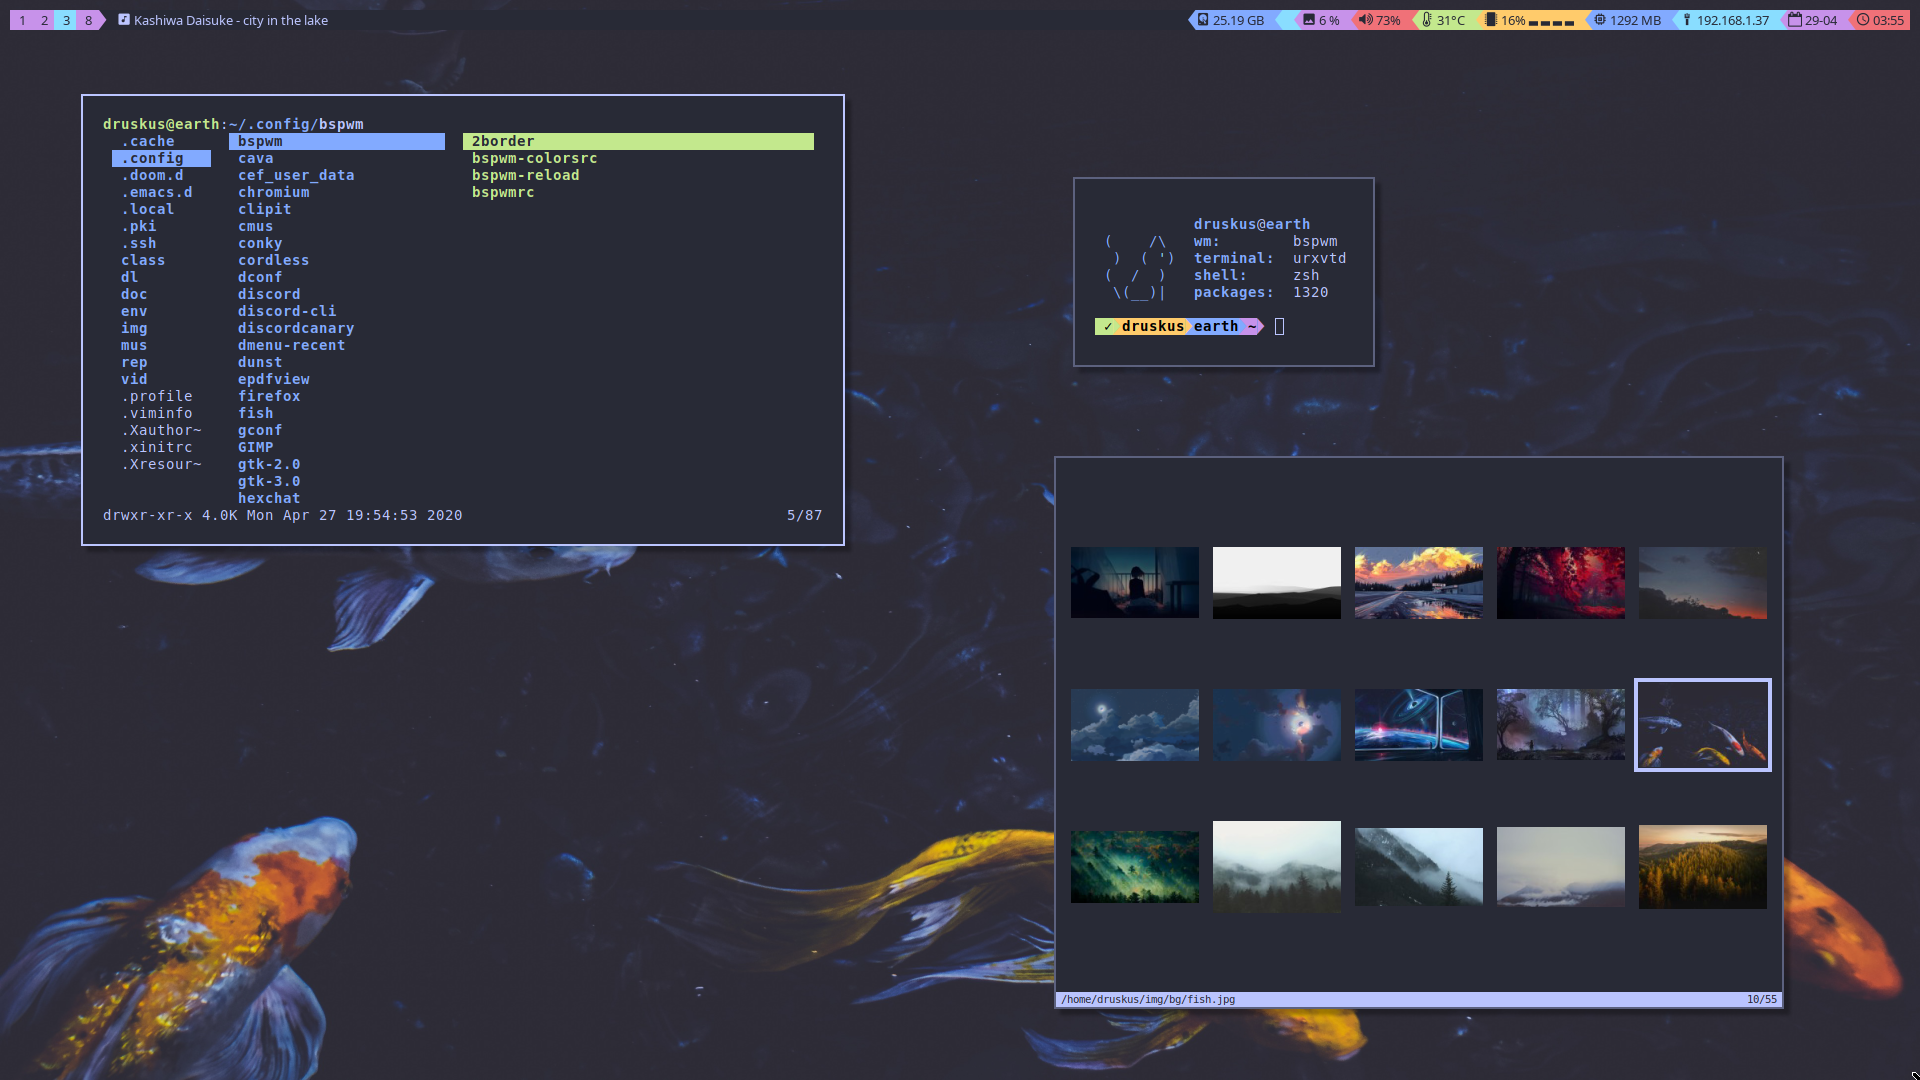 1 2 3 8 Kashiwa Daisuke - city in the lake 25.19 GB 6 % 73% 31°C 16% 1292 MB 192.168.1.37 29-04 03:55
druskus@earth:~/.config/bspwm
.cache bspwm 2border
.config cava bspwm-colorsrc
.doom.d cef_user_data bspwm-reload
.emacs.d chromium bspwmrc
.local clipit
.pki cmus
.ssh conky
class cordless
dl dconf
doc discord
env discord-cli
img discordcanary
mus dmenu-recent
rep dunst
vid epdfview
.profile firefox
.viminfo fish
.Xauthor~ gconf
.xinitrc GIMP
.Xresour~ gtk-2.0
gtk-3.0
hexchat
drwxr-xr-x 4.0K Mon Apr 27 19:54:53 2020 5/87
druskus@earth
(    /\ wm: bspwm
)  ( ') terminal: urxvtd
(  /  ) shell: zsh
\(__)| packages: 1320
✓ druskus earth ~
/home/druskus/img/bg/fish.jpg 10/55